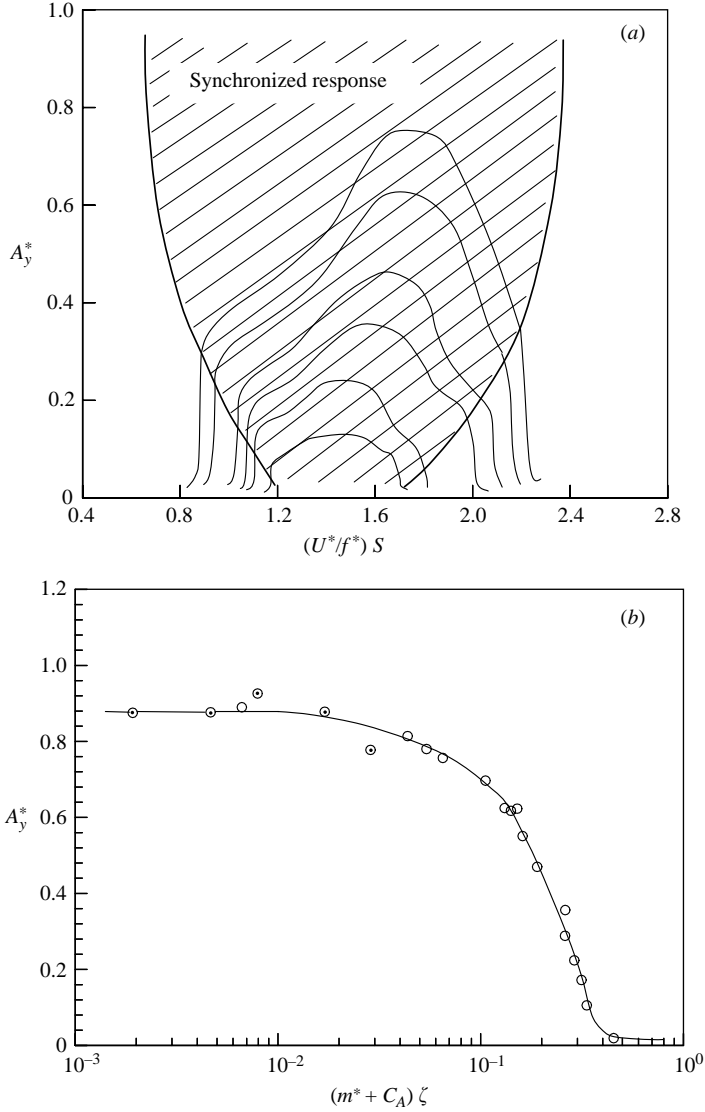 1.0
(a)
Synchronized response
0.8
0.6
A*y
0.4
0.2
0
0.4 0.8 1.2 1.6 2.0 2.4 2.8
(U*/f*) S
1.2
(b)
1.0
0.8
A*y
0.6
0.4
0.2
0
10⁻³ 10⁻² 10⁻¹ 10⁰
(m* + C_A) ζ